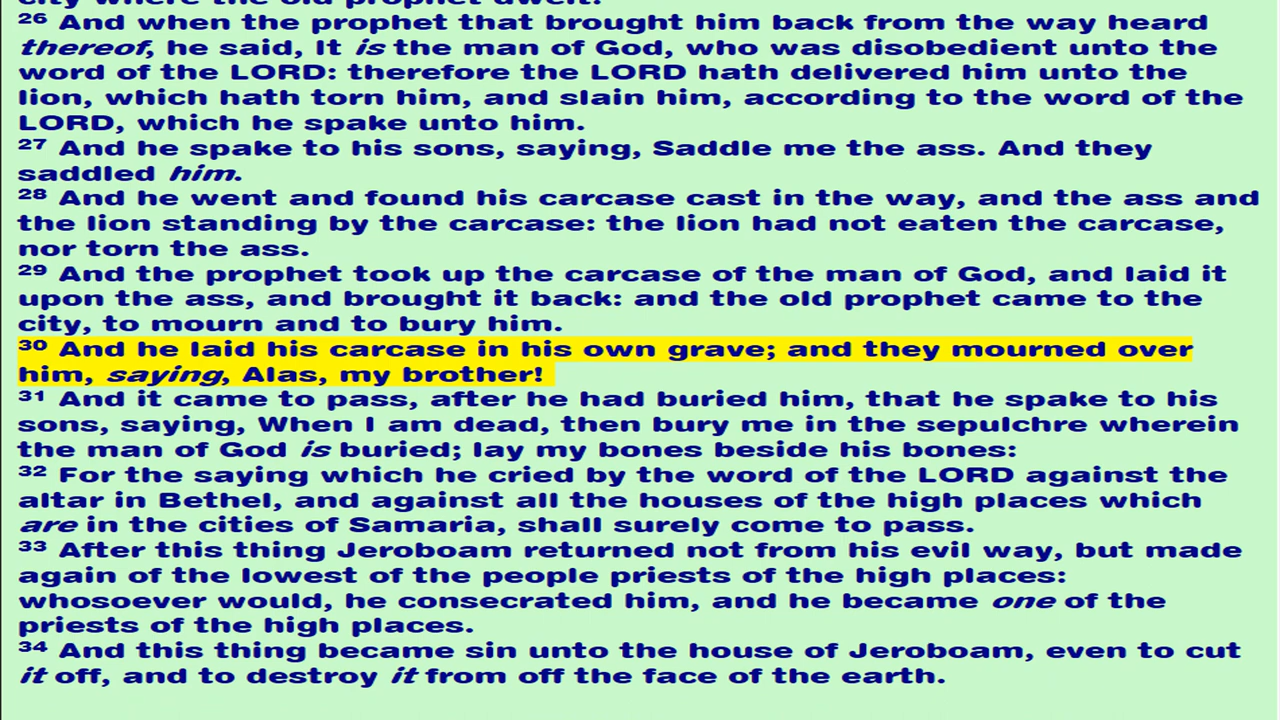 city where the old prophet dwelt.
26 And when the prophet that brought him back from the way heard
thereof, he said, It is the man of God, who was disobedient unto the
word of the LORD: therefore the LORD hath delivered him unto the
lion, which hath torn him, and slain him, according to the word of the
LORD, which he spake unto him.
27 And he spake to his sons, saying, Saddle me the ass. And they
saddled him.
28 And he went and found his carcase cast in the way, and the ass and
the lion standing by the carcase: the lion had not eaten the carcase,
nor torn the ass.
29 And the prophet took up the carcase of the man of God, and laid it
upon the ass, and brought it back: and the old prophet came to the
city, to mourn and to bury him.
30 And he laid his carcase in his own grave; and they mourned over
him, saying, Alas, my brother!
31 And it came to pass, after he had buried him, that he spake to his
sons, saying, When I am dead, then bury me in the sepulchre wherein
the man of God is buried; lay my bones beside his bones:
32 For the saying which he cried by the word of the LORD against the
altar in Bethel, and against all the houses of the high places which
are in the cities of Samaria, shall surely come to pass.
33 After this thing Jeroboam returned not from his evil way, but made
again of the lowest of the people priests of the high places:
whosoever would, he consecrated him, and he became one of the
priests of the high places.
34 And this thing became sin unto the house of Jeroboam, even to cut
it off, and to destroy it from off the face of the earth.